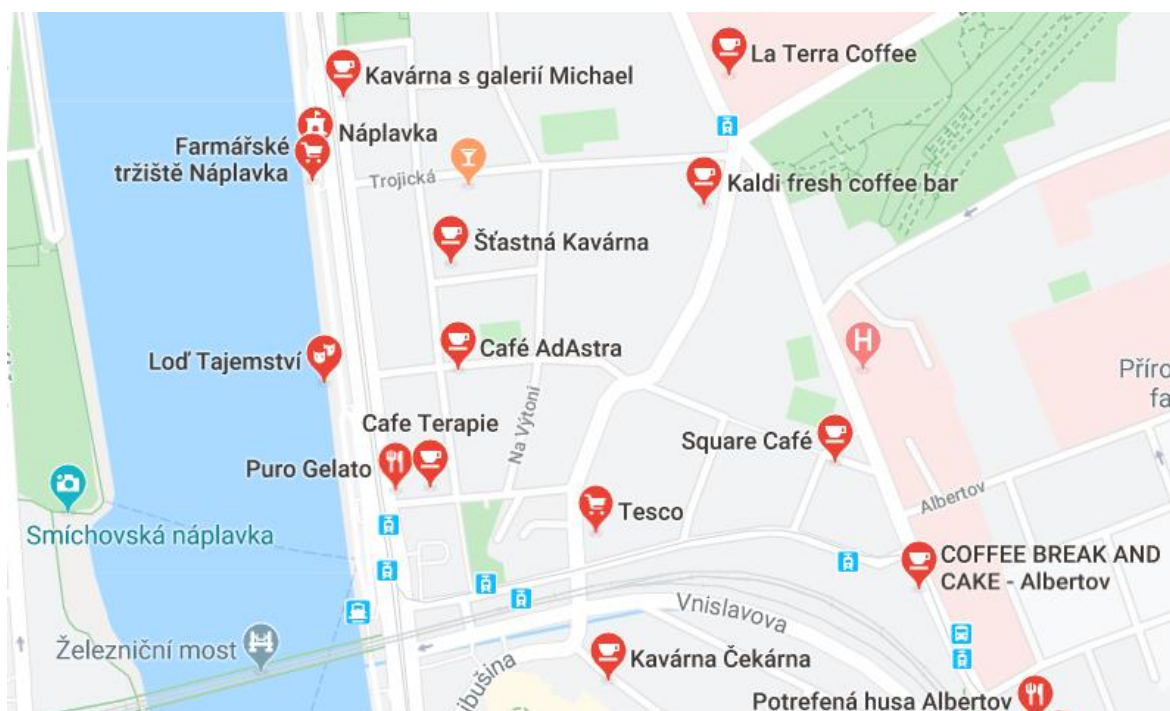 La Terra Coffee
Kavárna s galerií Michael
Náplavka
Farmářské
tržiště Náplavka
Trojická
Kaldi fresh coffee bar
Šťastná Kavárna
H
Loď Tajemství
Café AdAstra
Příro
fa
Na Výtoni
Cafe Terapie
Square Café
Puro Gelato
Albertov
Tesco
P
Smíchovská náplavka
COFFEE BREAK AND
CAKE - Albertov
Vnislavova
Železniční most
Kavárna Čekárna
ibušina
Potrefená husa Albertov